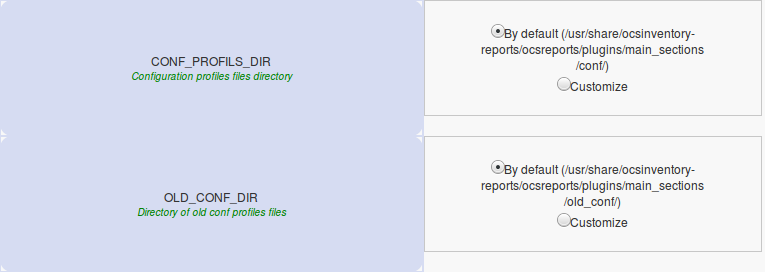 CONF_PROFILS_DIR
Configuration profiles files directory
By default (/usr/share/ocsinventory-
reports/ocsreports/plugins/main_sections
/conf/)
Customize
OLD_CONF_DIR
Directory of old conf profiles files
By default (/usr/share/ocsinventory-
reports/ocsreports/plugins/main_sections
/old_conf/)
Customize